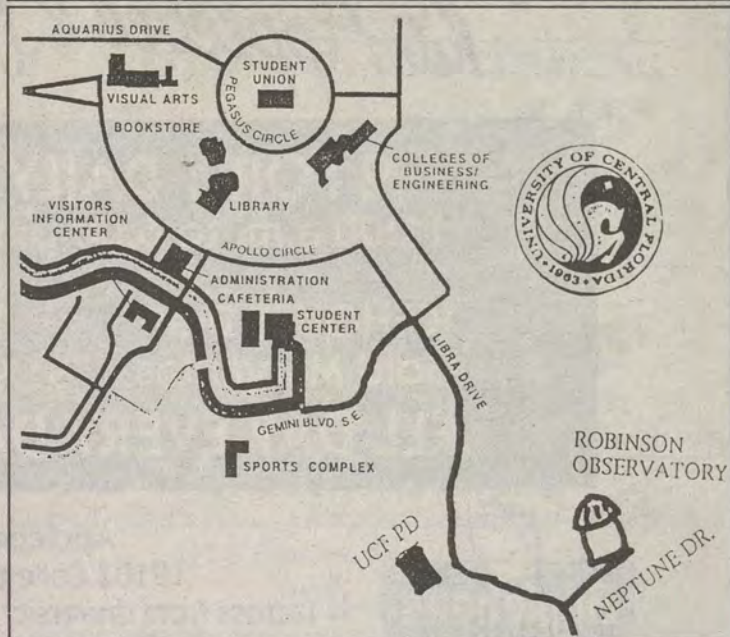 AQUARIUS DRIVE
STUDENT
UNION
PEGASUS CIRCLE
VISUAL ARTS
BOOKSTORE
COLLEGES OF
BUSINESS/
ENGINEERING
LIBRARY
UNIVERSITY OF CENTRAL FLORIDA
• 1963 •
VISITORS
INFORMATION
CENTER
APOLLO CIRCLE
ADMINISTRATION
CAFETERIA
STUDENT
CENTER
LIBRA DRIVE
GEMINI BLVD. S.E.
SPORTS COMPLEX
ROBINSON
OBSERVATORY
UCF PD
NEPTUNE DR.